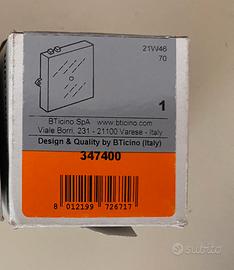 21W46
70
1
BTicino SpA www.bticino.com
Viale Borri, 231 - 21100 Varese - Italy
Design & Quality by BTicino (Italy)
347400
8 012199 726717
subito